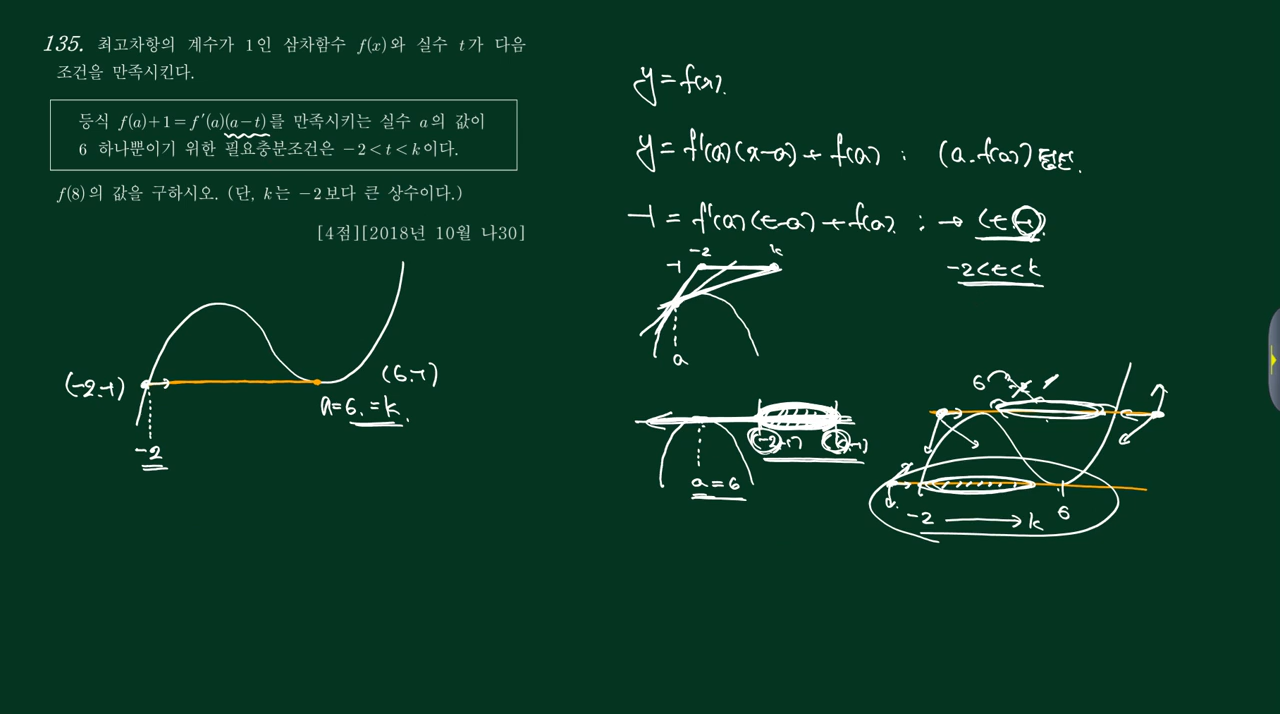 135. 최고차항의 계수가 1인 삼차함수 f(x)와 실수 t가 다음
조건을 만족시킨다.
등식 f(a)+1=f′(a)(a−t)를 만족시키는 실수 a의 값이
6 하나뿐이기 위한 필요충분조건은 −2<t<k이다.
f(8)의 값을 구하시오. (단, k는 −2보다 큰 상수이다.)
[4점][2018년 10월 나30]
y=f(x).
y=f'(a)(x-a)+f(a) : (a, f(a)) 접선.
-1=f'(a)(t-a)+f(a). : → (t,-1)
-2<t<k
-2 k
-1
a
(-2,-1) (6,-1)
a=6.=k.
-2
6
(-2,-1) (k,-1)
a=6
-2 → k 6